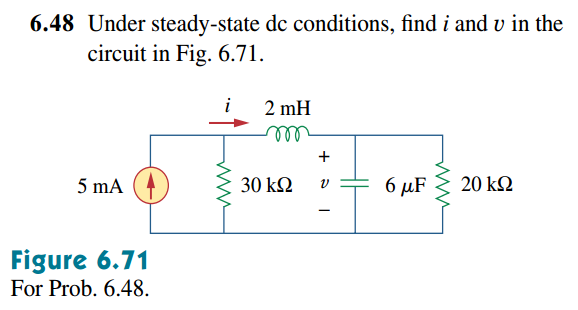 6.48 Under steady-state dc conditions, find i and v in the
circuit in Fig. 6.71.
i
2 mH
+
5 mA
30 kΩ
v
6 μF
20 kΩ
−
Figure 6.71
For Prob. 6.48.